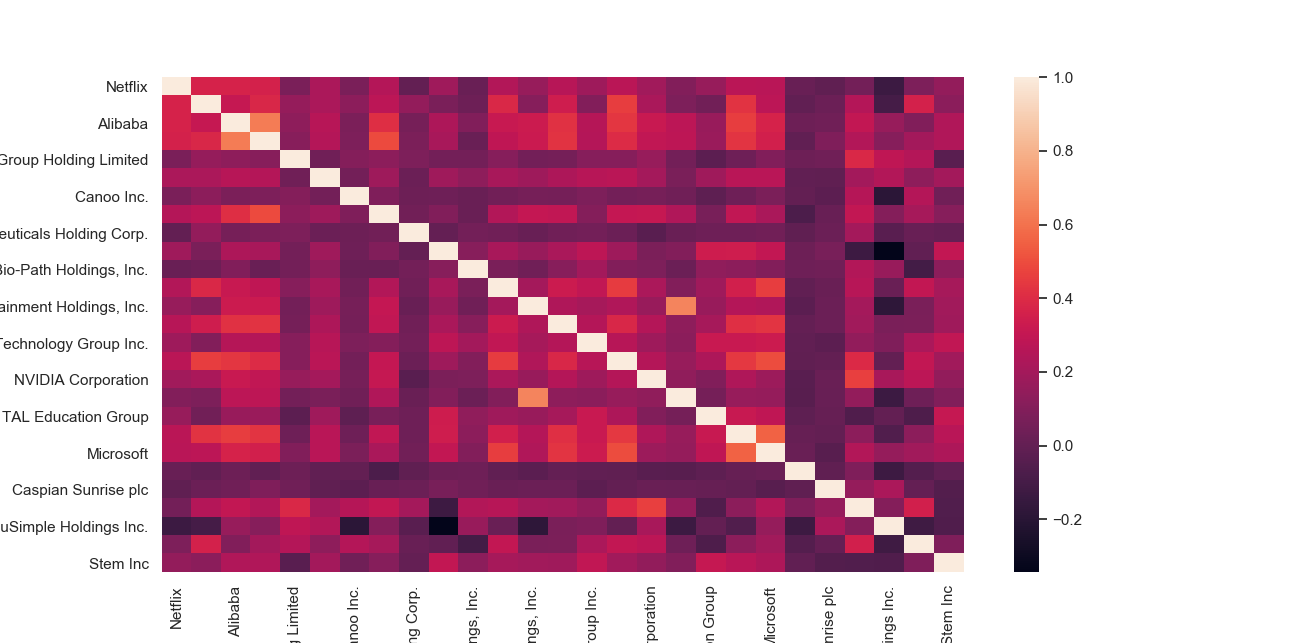 Netflix
Alibaba
Group Holding Limited
Canoo Inc.
euticals Holding Corp.
Bio-Path Holdings, Inc.
ainment Holdings, Inc.
Technology Group Inc.
NVIDIA Corporation
TAL Education Group
Microsoft
Caspian Sunrise plc
uSimple Holdings Inc.
Stem Inc
1.0
0.8
0.6
0.4
0.2
0.0
−0.2
Netflix
Alibaba
g Limited
anoo Inc.
ng Corp.
ngs, Inc.
ngs, Inc.
roup Inc.
rporation
on Group
Microsoft
nrise plc
ings Inc.
Stem Inc